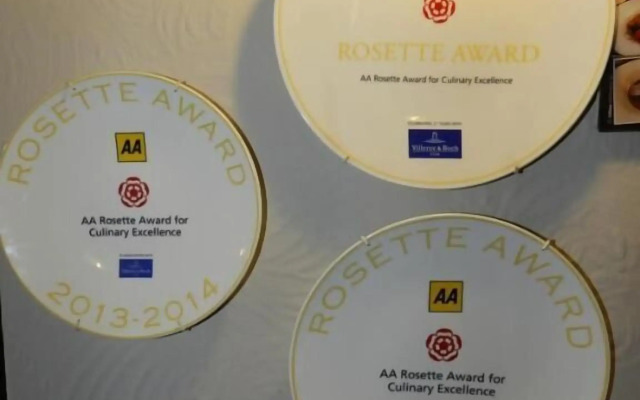 ROSETTE AWARD
AA Rosette Award for Culinary Excellence
Villeroy & Boch
ROSETTE AWARD
AA
AA Rosette Award for
Culinary Excellence
2013-2014
ROSETTE AWARD
AA
AA Rosette Award for
Culinary Excellence